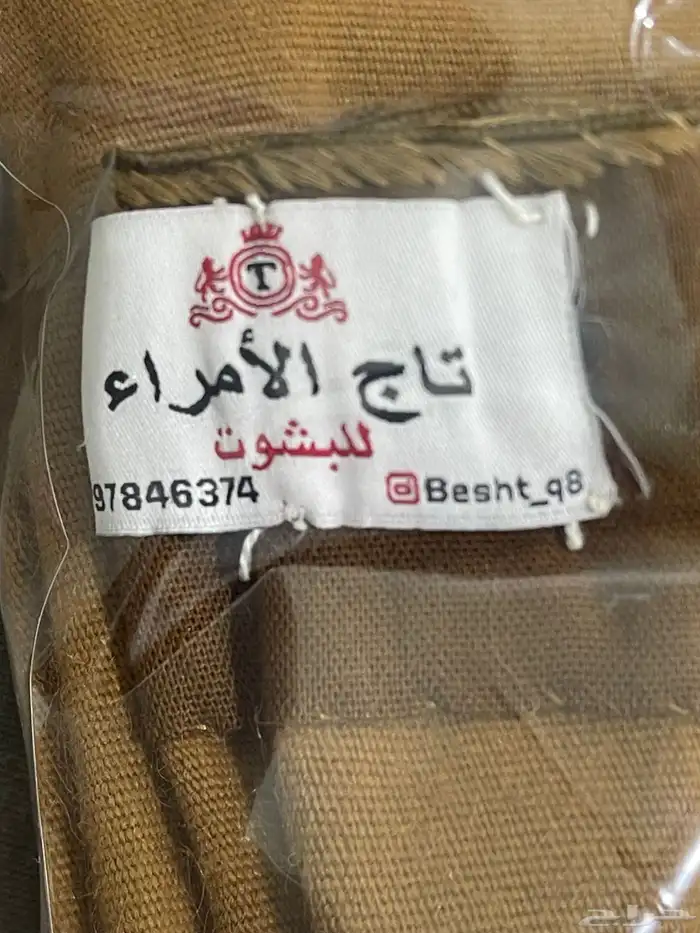 T
تاج الأمراء
للبشوت
97846374 @Besht_q8
حراج